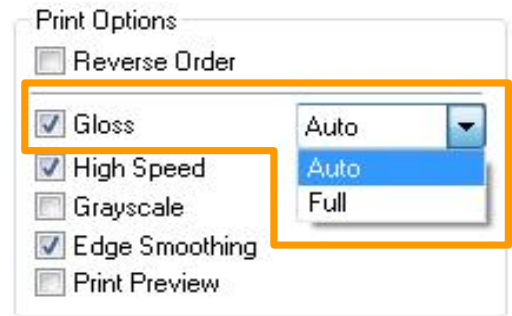 Print Options
Reverse Order
Gloss Auto
High Speed Auto
Grayscale Full
Edge Smoothing
Print Preview